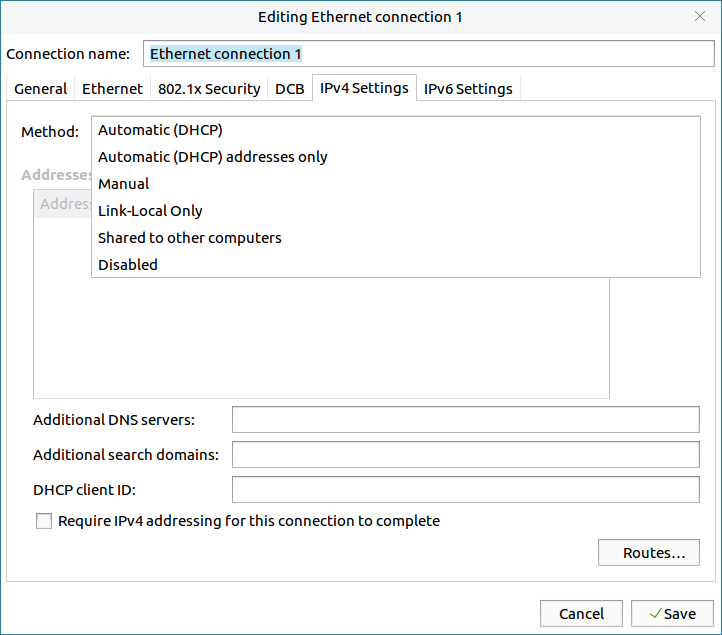 Editing Ethernet connection 1
Connection name: Ethernet connection 1
General Ethernet 802.1x Security DCB IPv4 Settings IPv6 Settings
Method: Automatic (DHCP)
Automatic (DHCP) addresses only
Addresses
Manual
Address
Link-Local Only
Shared to other computers
Disabled
Additional DNS servers:
Additional search domains:
DHCP client ID:
Require IPv4 addressing for this connection to complete
Routes…
Cancel Save